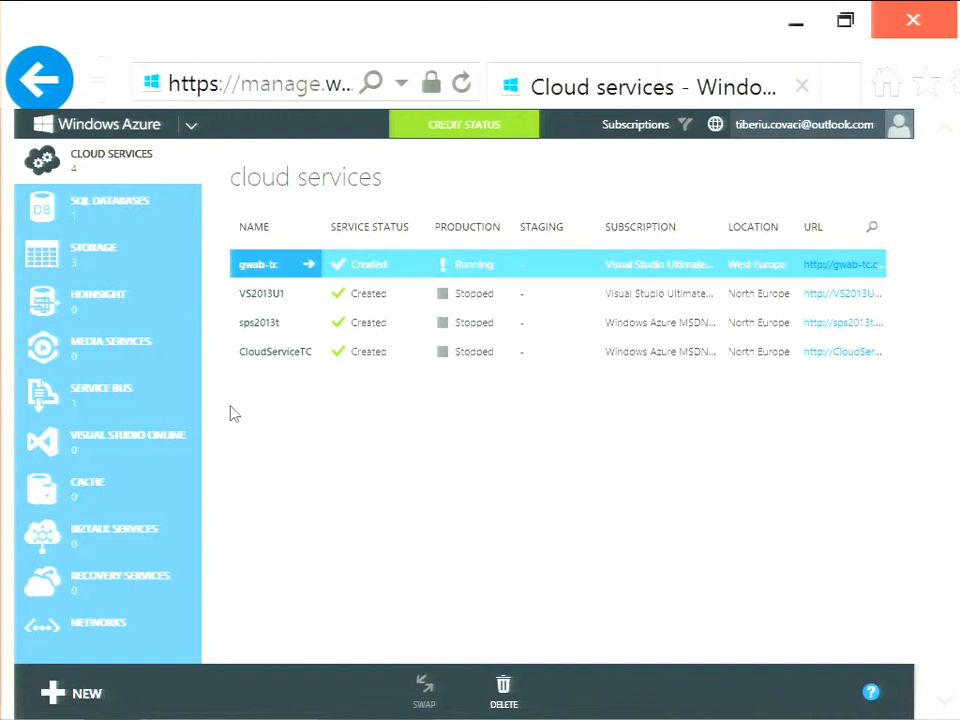 https://manage.w...
Cloud services - Windo...
Windows Azure
CREDIT STATUS
Subscriptions
tiberiu.covaci@outlook.com
CLOUD SERVICES
4
SQL DATABASES
1
STORAGE
3
HDINSIGHT
0
MEDIA SERVICES
0
SERVICE BUS
1
VISUAL STUDIO ONLINE
0
CACHE
0
BIZTALK SERVICES
0
RECOVERY SERVICES
0
NETWORKS
DB
cloud services
NAME SERVICE STATUS PRODUCTION STAGING SUBSCRIPTION LOCATION URL
gwab-tc Created Running - Visual Studio Ultimate... West Europe http://gwab-tc.c...
VS2013U1 Created Stopped - Visual Studio Ultimate... North Europe http://VS2013U...
sps2013t Created Stopped - Windows Azure MSDN... North Europe http://sps2013t....
CloudServiceTC Created Stopped - Windows Azure MSDN... North Europe http://CloudSer...
NEW
SWAP
DELETE
?